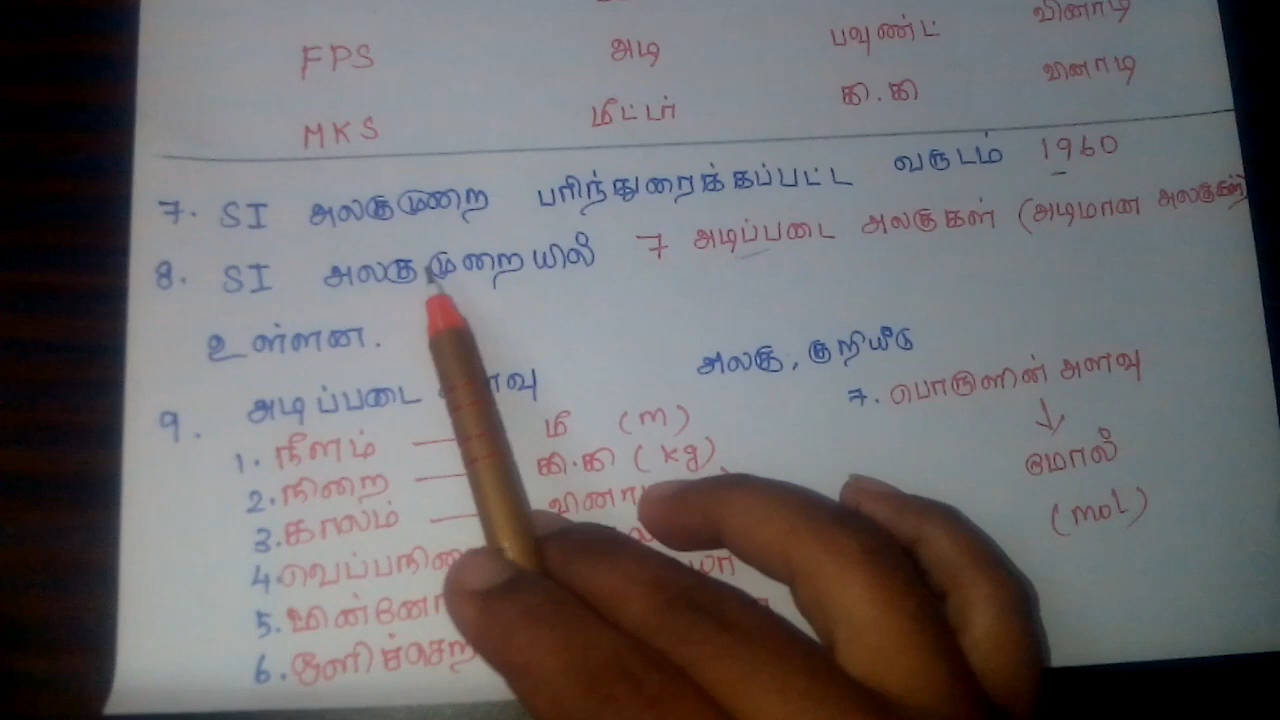 வினாடி
FPS அடி பவுண்ட் வினாடி
MKS மீட்டர் கி.கி
7. SI அலகுமுறை பரிந்துரைக்கப்பட்ட வருடம் 1960
8. SI அலகுமுறையில் 7 அடிப்படை அலகுகள் (அடிமான அலகுகள்)
உள்ளன.
9. அடிப்படை அலகு, குறியீடு
1. நீளம் — மீ (m)
2. நிறை — கி.கி (kg)
3. காலம் —
4.
5.
6.
7. பொருளின் அளவு
↓
மோல்
(mol)